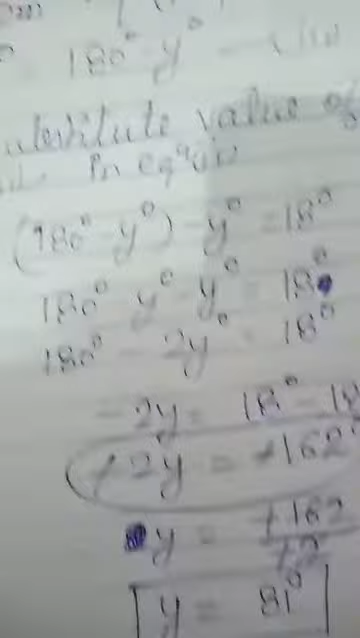 = 180° - y°
substitute value of
in eqn
(180° - y°) - y° = 18°
180° - y° - y° = 18°
180° - 2y° = 18°
-2y = 18° - 18
+2y = +162°
y = +162/+2
y = 81°